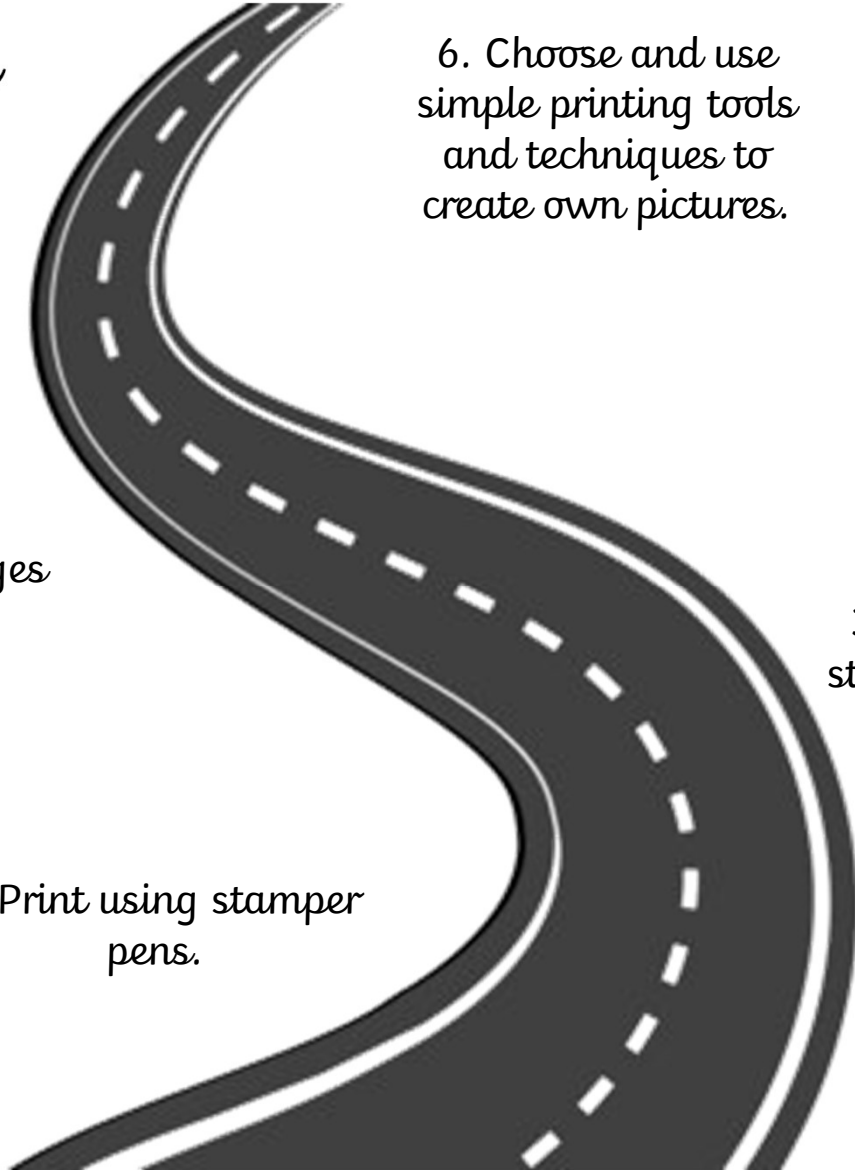 6. Choose and use
simple printing tools
and techniques to
create own pictures.
Print using stamper
pens.